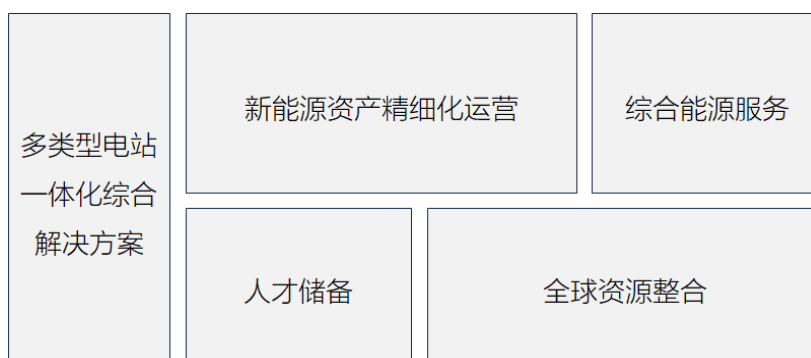 多类型电站
一体化综合
解决方案
新能源资产精细化运营
综合能源服务
人才储备
全球资源整合